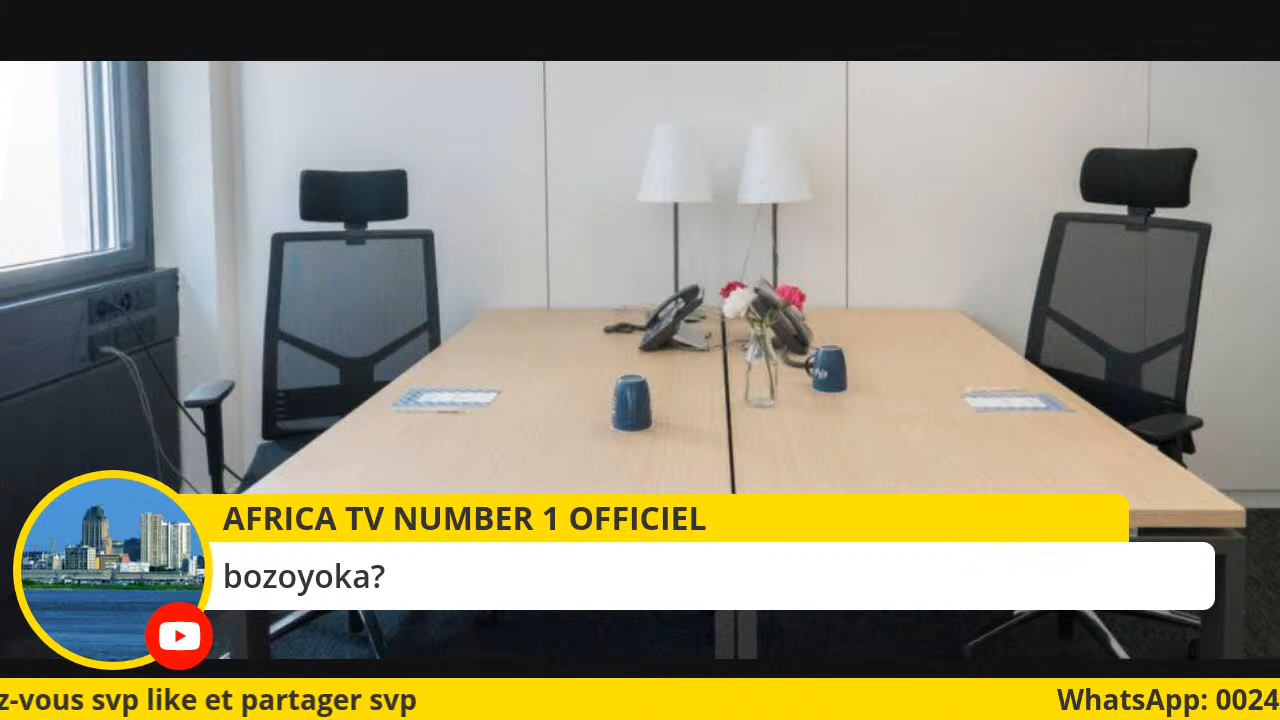 AFRICA TV NUMBER 1 OFFICIEL
bozoyoka?
z-vous svp like et partager svp
WhatsApp: 0024